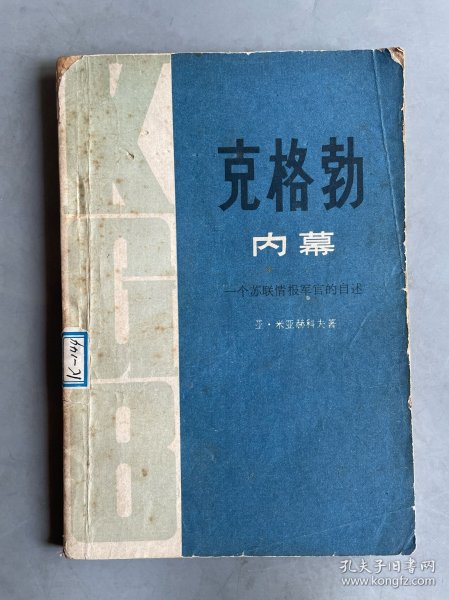 KGB
克格勃
内幕
一个苏联情报军官的自述
亚·米亚赫科夫著
孔夫子旧书网
www.kongfz.com